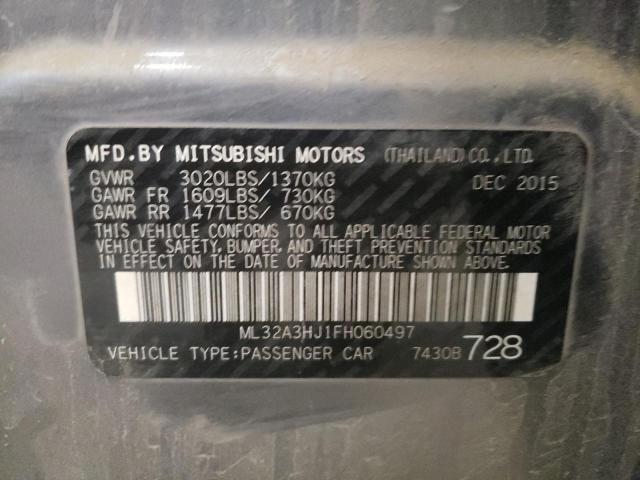 MFD.BY MITSUBISHI MOTORS (THAILAND)CO.,LTD.
GVWR 3020LBS/1370KG DEC 2015
GAWR FR 1609LBS/ 730KG
GAWR RR 1477LBS/ 670KG
THIS VEHICLE CONFORMS TO ALL APPLICABLE FEDERAL MOTOR
VEHICLE SAFETY, BUMPER, AND THEFT PREVENTION STANDARDS
IN EFFECT ON THE DATE OF MANUFACTURE SHOWN ABOVE.
ML32A3HJ1FH060497
VEHICLE TYPE:PASSENGER CAR 7430B 728